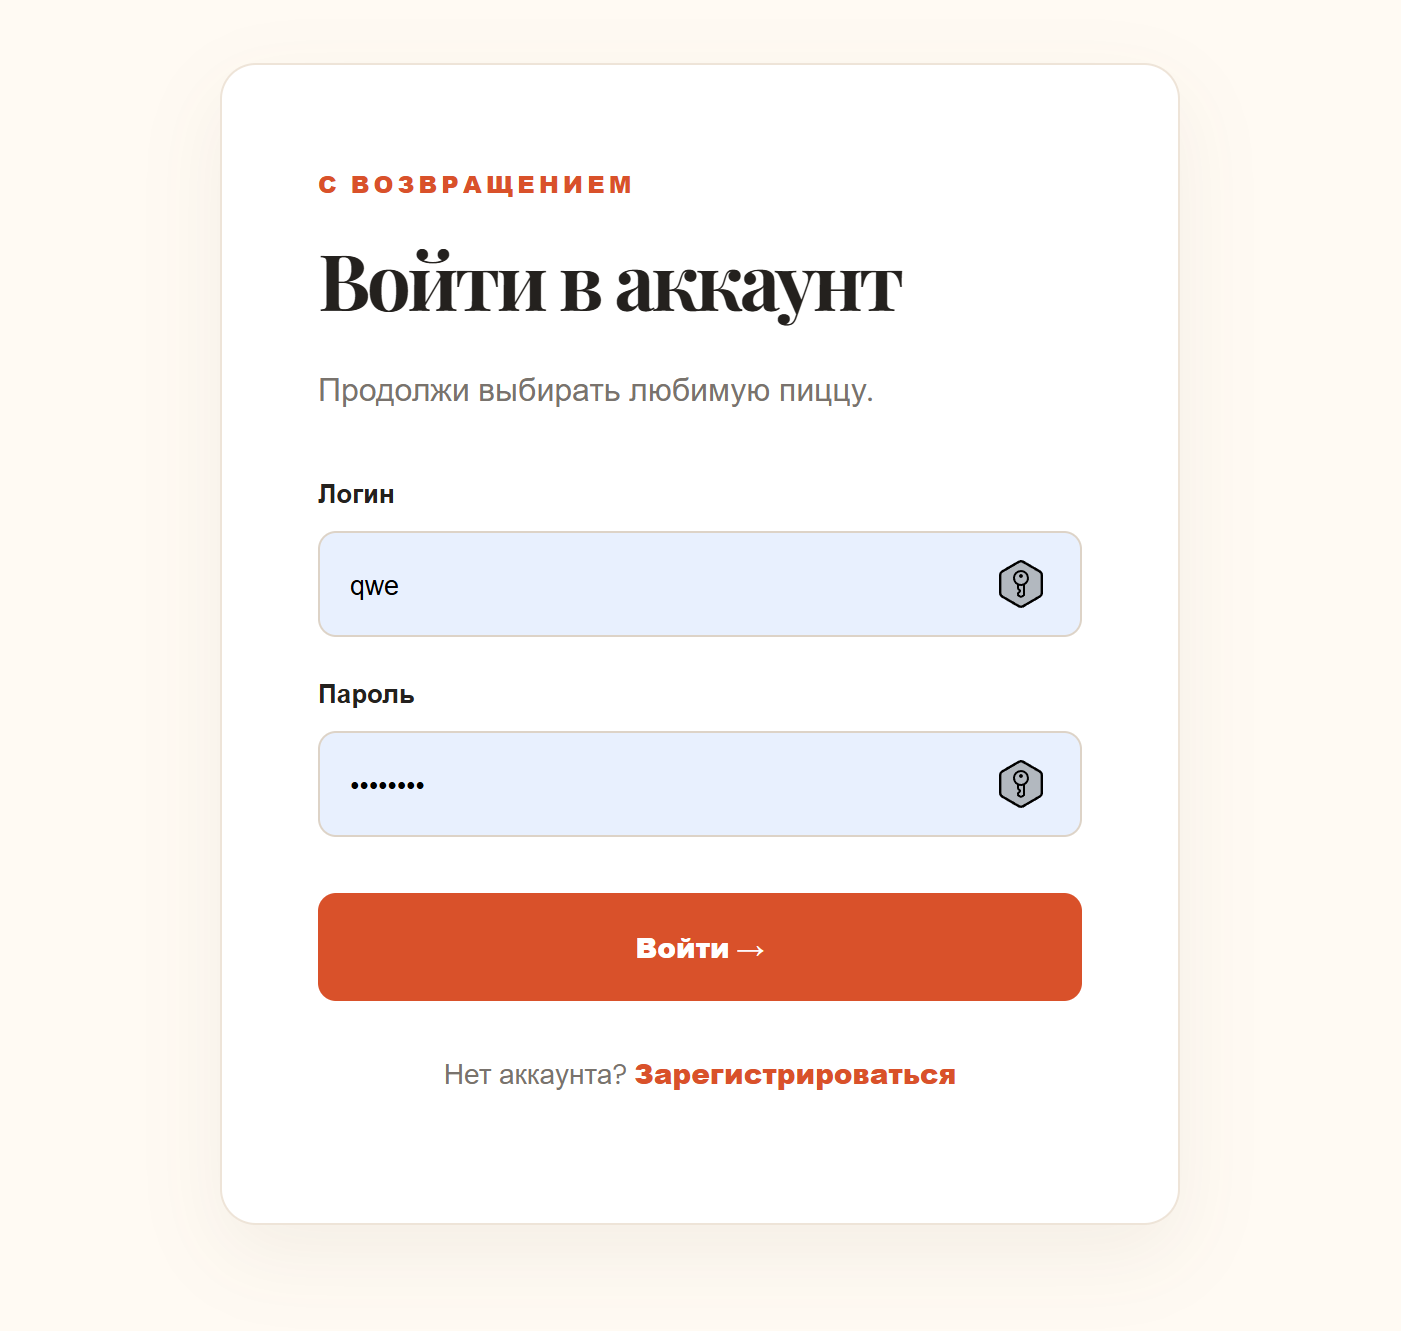 С ВОЗВРАЩЕНИЕМ
Войти в аккаунт
Продолжи выбирать любимую пиццу.
Логин
qwe
Пароль
••••••••
Войти →
Нет аккаунта? Зарегистрироваться